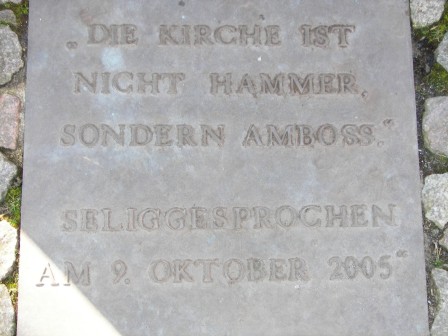 „DIE KIRCHE IST
NICHT HAMMER,
SONDERN AMBOSS.“
SELIGGESPROCHEN
AM 9. OKTOBER 2005“